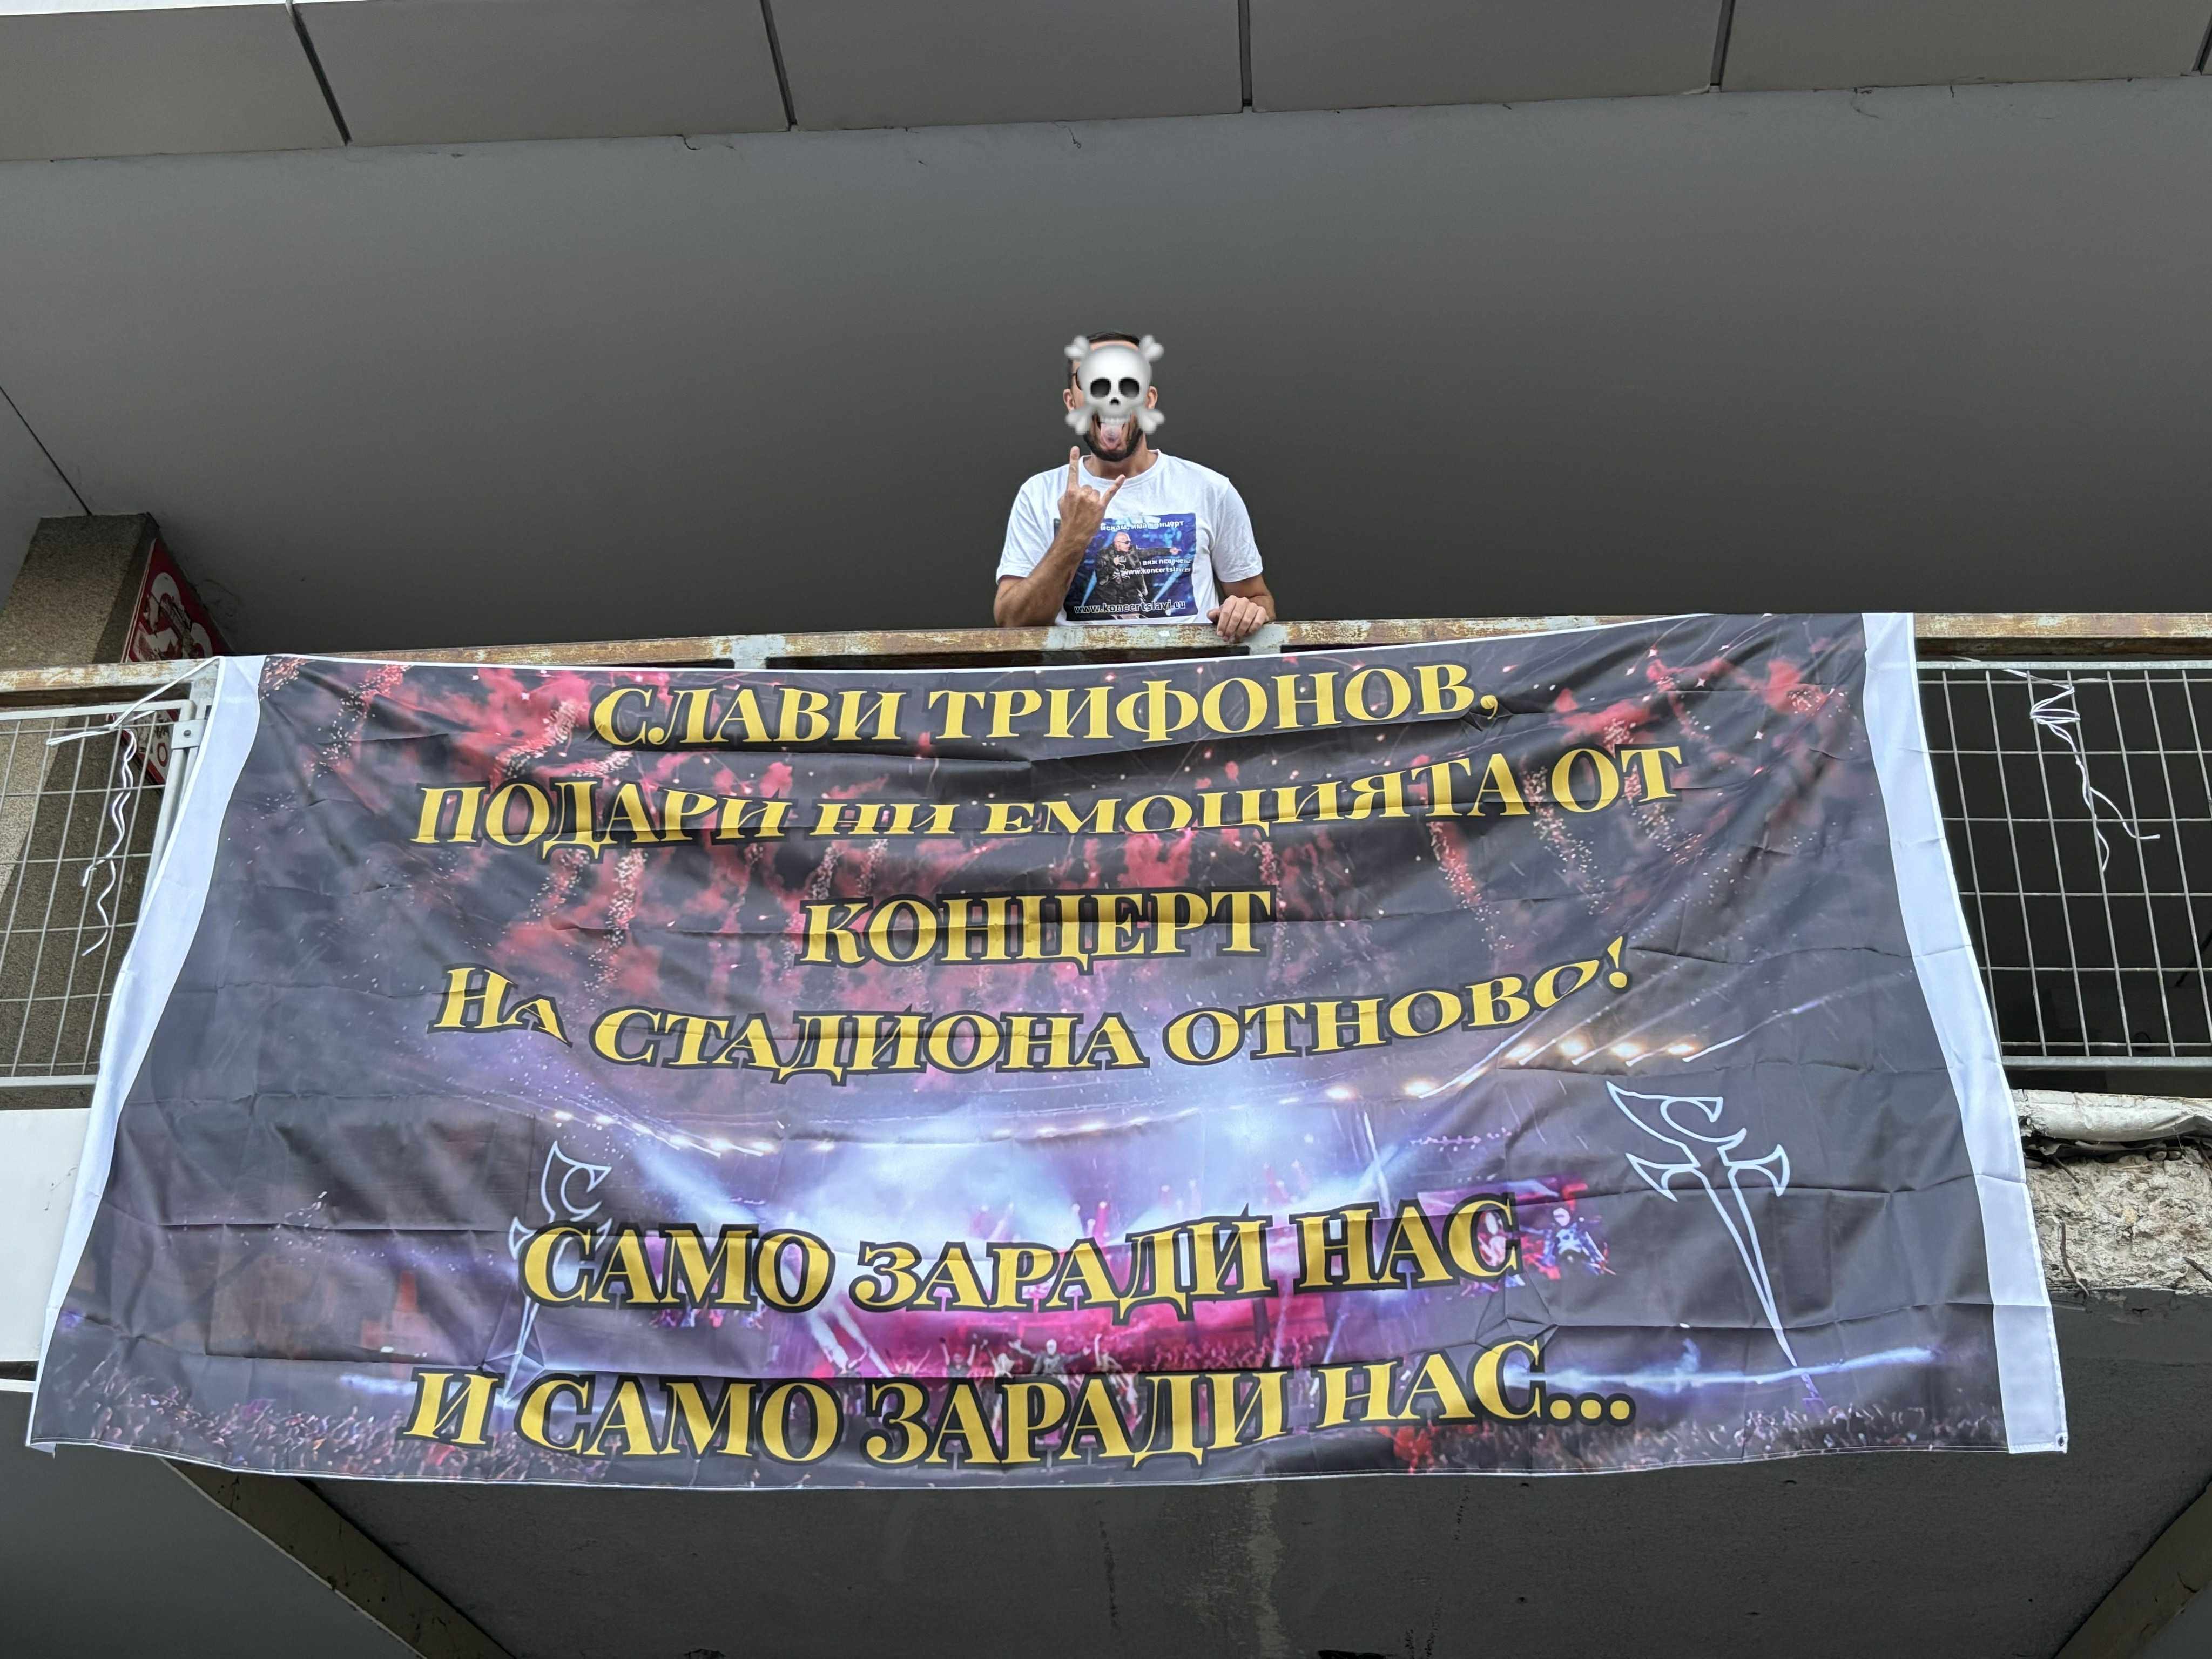 концерт
www.koncertslavi.eu
СЛАВИ ТРИФОНОВ,
ПОДАРИ НИ ЕМОЦИЯТА ОТ
КОНЦЕРТ
НА СТАДИОНА ОТНОВО!
САМО ЗАРАДИ НАС
И САМО ЗАРАДИ НАС...